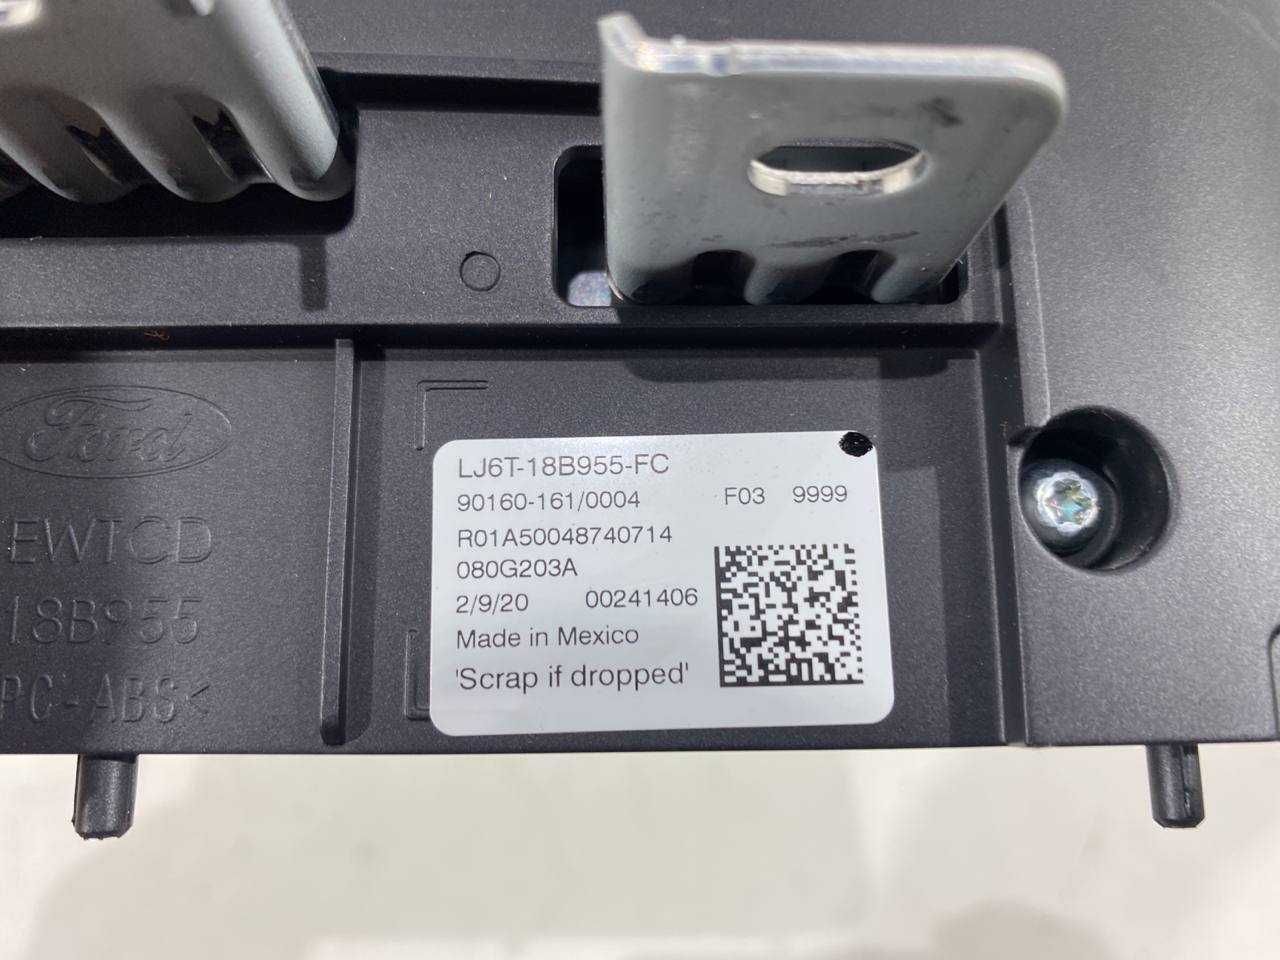 Ford
EWTCD
18B955
PC-ABS<
LJ6T-18B955-FC
90160-161/0004 F03 9999
R01A50048740714
080G203A
2/9/20 00241406
Made in Mexico
'Scrap if dropped'